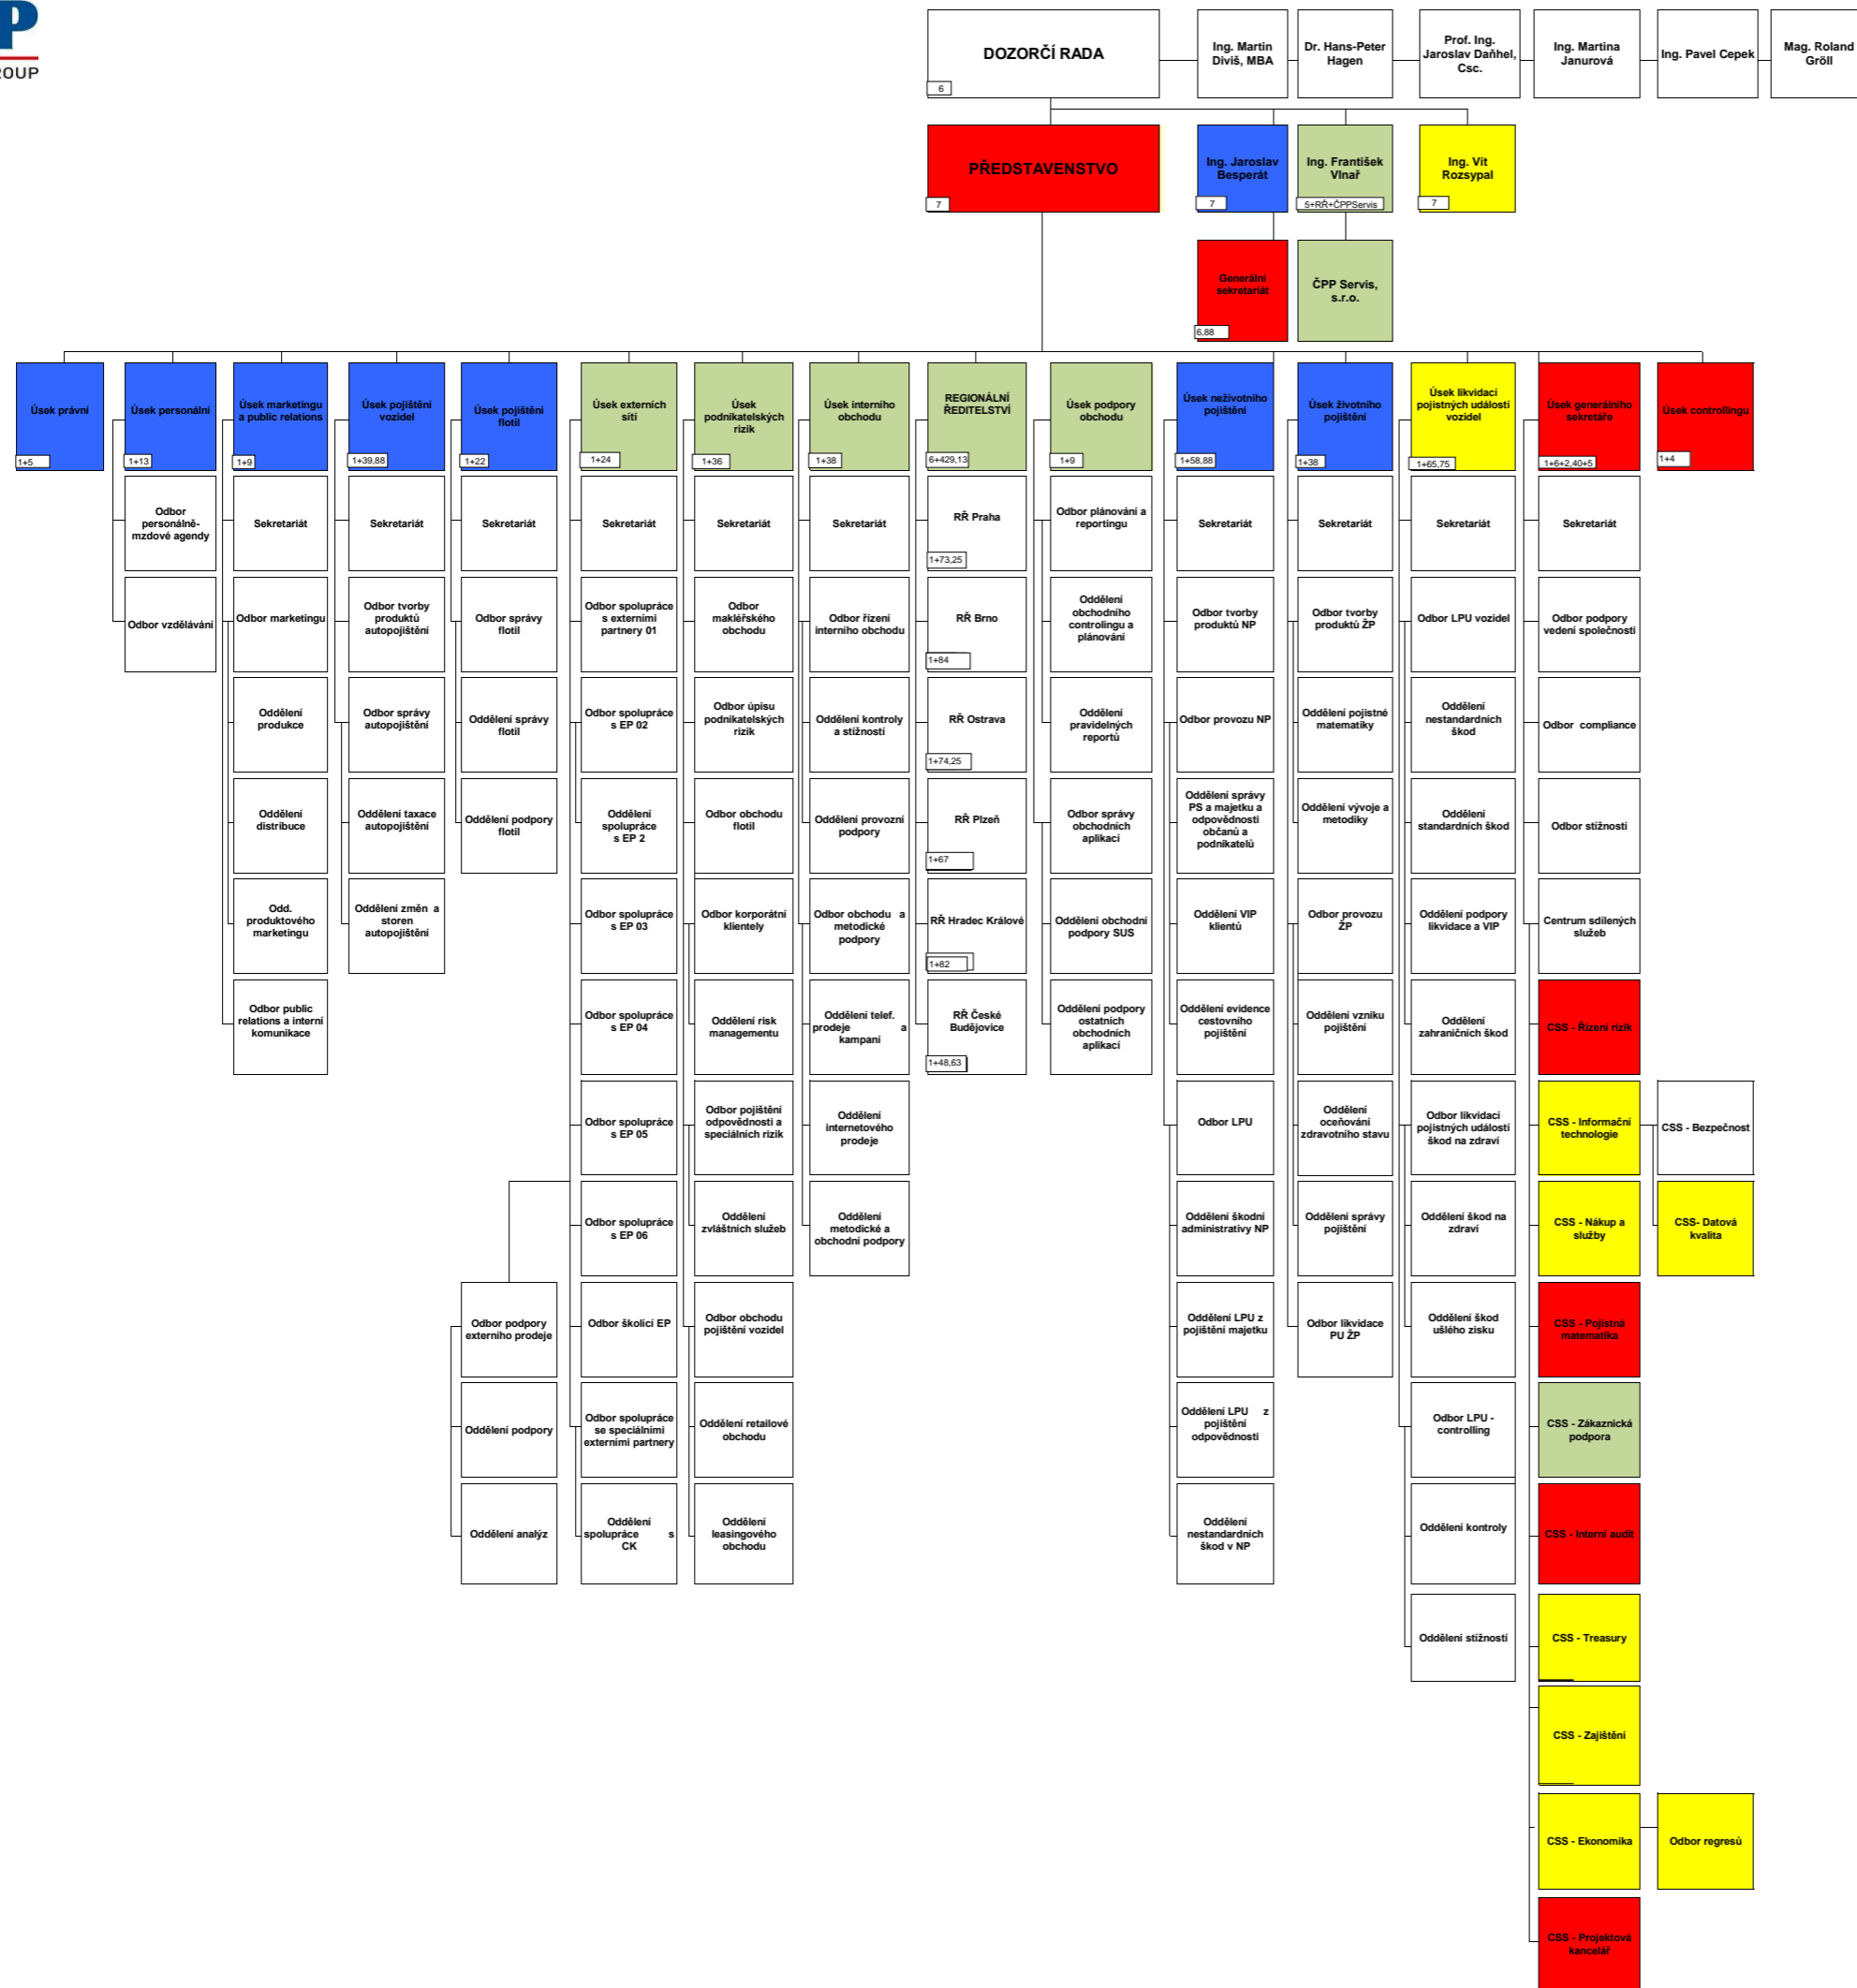 P
ROUP
DOZORČÍ RADA
6
Ing. Martin
Diviš, MBA
Dr. Hans-Peter
Hagen
Prof. Ing.
Jaroslav Daňhel,
Csc.
Ing. Martina
Janurová
Ing. Pavel Cepek
Mag. Roland
Gröll
PŘEDSTAVENSTVO
7
Ing. Jaroslav
Besperát
7
Ing. František
Vlnař
5+RŘ+ČPPServis
Ing. Vít
Rozsypal
7
Generální
sekretariát
6,88
ČPP Servis,
s.r.o.
Úsek právní
1+5
Úsek personální
1+13
Úsek marketingu
a public relations
1+9
Úsek pojištění
vozidel
1+39,88
Úsek pojištění
flotil
1+22
Úsek externích
sítí
1+24
Úsek
podnikatelských
rizik
1+36
Úsek interního
obchodu
1+38
REGIONÁLNÍ
ŘEDITELSTVÍ
6+429,13
Úsek podpory
obchodu
1+9
Úsek neživotního
pojištění
1+58,88
Úsek životního
pojištění
1+38
Úsek likvidací
pojistných událostí
vozidel
1+65,75
Úsek generálního
sekretáře
1+6+2,40+5
Úsek controllingu
1+4
Odbor
personálně-
mzdové agendy
Sekretariát
Sekretariát
Sekretariát
Sekretariát
Sekretariát
Sekretariát
RŘ Praha
1+73,25
Odbor plánování a
reportingu
Sekretariát
Sekretariát
Sekretariát
Sekretariát
Odbor vzdělávání
Odbor marketingu
Odbor tvorby
produktů
autopojištění
Odbor správy
flotil
Odbor spolupráce
s externími
partnery 01
Odbor
makléřského
obchodu
Odbor řízení
interního obchodu
RŘ Brno
1+84
Oddělení
obchodního
controlingu a
plánování
Odbor tvorby
produktů NP
Odbor tvorby
produktů ŽP
Odbor LPU vozidel
Odbor podpory
vedení společnosti
Oddělení
produkce
Odbor správy
autopojištění
Oddělení správy
flotil
Odbor spolupráce
s EP 02
Odbor úpisu
podnikatelských
rizik
Oddělení kontroly
a stížností
RŘ Ostrava
1+74,25
Oddělení
pravidelných
reportů
Odbor provozu NP
Oddělení pojistné
matematiky
Oddělení
nestandardních
škod
Odbor compliance
Oddělení
distribuce
Oddělení taxace
autopojištění
Oddělení podpory
flotil
Oddělení
spolupráce
s EP 2
Odbor obchodu
flotil
Oddělení provozní
podpory
RŘ Plzeň
1+67
Odbor správy
obchodních
aplikací
Oddělení správy
PS a majetku a
odpovědnosti
občanů a
podnikatelů
Oddělení vývoje a
metodiky
Oddělení
standardních škod
Odbor stížností
Odd.
produktového
marketingu
Oddělení změn a
storen
autopojištění
Odbor spolupráce
s EP 03
Odbor korporátní
klientely
Odbor obchodu a
metodické
podpory
RŘ Hradec Králové
1+82
Oddělení obchodní
podpory SUS
Oddělení VIP
klientů
Odbor provozu
ŽP
Oddělení podpory
likvidace a VIP
Centrum sdílených
služeb
Odbor public
relations a interní
komunikace
Odbor spolupráce
s EP 04
Oddělení risk
managementu
Oddělení telef.
prodeje a
kampaní
RŘ České
Budějovice
1+48,63
Oddělení podpory
ostatních
obchodních
aplikací
Oddělení evidence
cestovního
pojištění
Oddělení vzniku
pojištění
Oddělení
zahraničních škod
CSS - Řízení rizik
Odbor spolupráce
s EP 05
Odbor pojištění
odpovědnosti a
speciálních rizik
Oddělení
internetového
prodeje
Odbor LPU
Oddělení
oceňování
zdravotního stavu
Odbor likvidací
pojistných událostí
škod na zdraví
CSS - Informační
technologie
CSS - Bezpečnost
Odbor spolupráce
s EP 06
Oddělení
zvláštních služeb
Oddělení
metodické a
obchodní podpory
Oddělení škodní
administrativy NP
Oddělení správy
pojištění
Oddělení škod na
zdraví
CSS - Nákup a
služby
CSS- Datová
kvalita
Odbor podpory
externího prodeje
Odbor školící EP
Odbor obchodu
pojištění vozidel
Oddělení LPU z
pojištění majetku
Odbor likvidace
PU ŽP
Oddělení škod
ušlého zisku
CSS - Pojistná
matematika
Oddělení podpory
Odbor spolupráce
se speciálními
externími partnery
Oddělení retailové
obchodu
Oddělení LPU z
pojištění
odpovědnosti
Odbor LPU -
controlling
CSS - Zákaznická
podpora
Oddělení analýz
Oddělení
spolupráce s
CK
Oddělení
leasingového
obchodu
Oddělení
nestandardních
škod v NP
Oddělení kontroly
CSS - Interní audit
Oddělení stížností
CSS - Treasury
CSS - Zajištění
CSS - Ekonomika
Odbor regresů
CSS - Projektová
kancelář